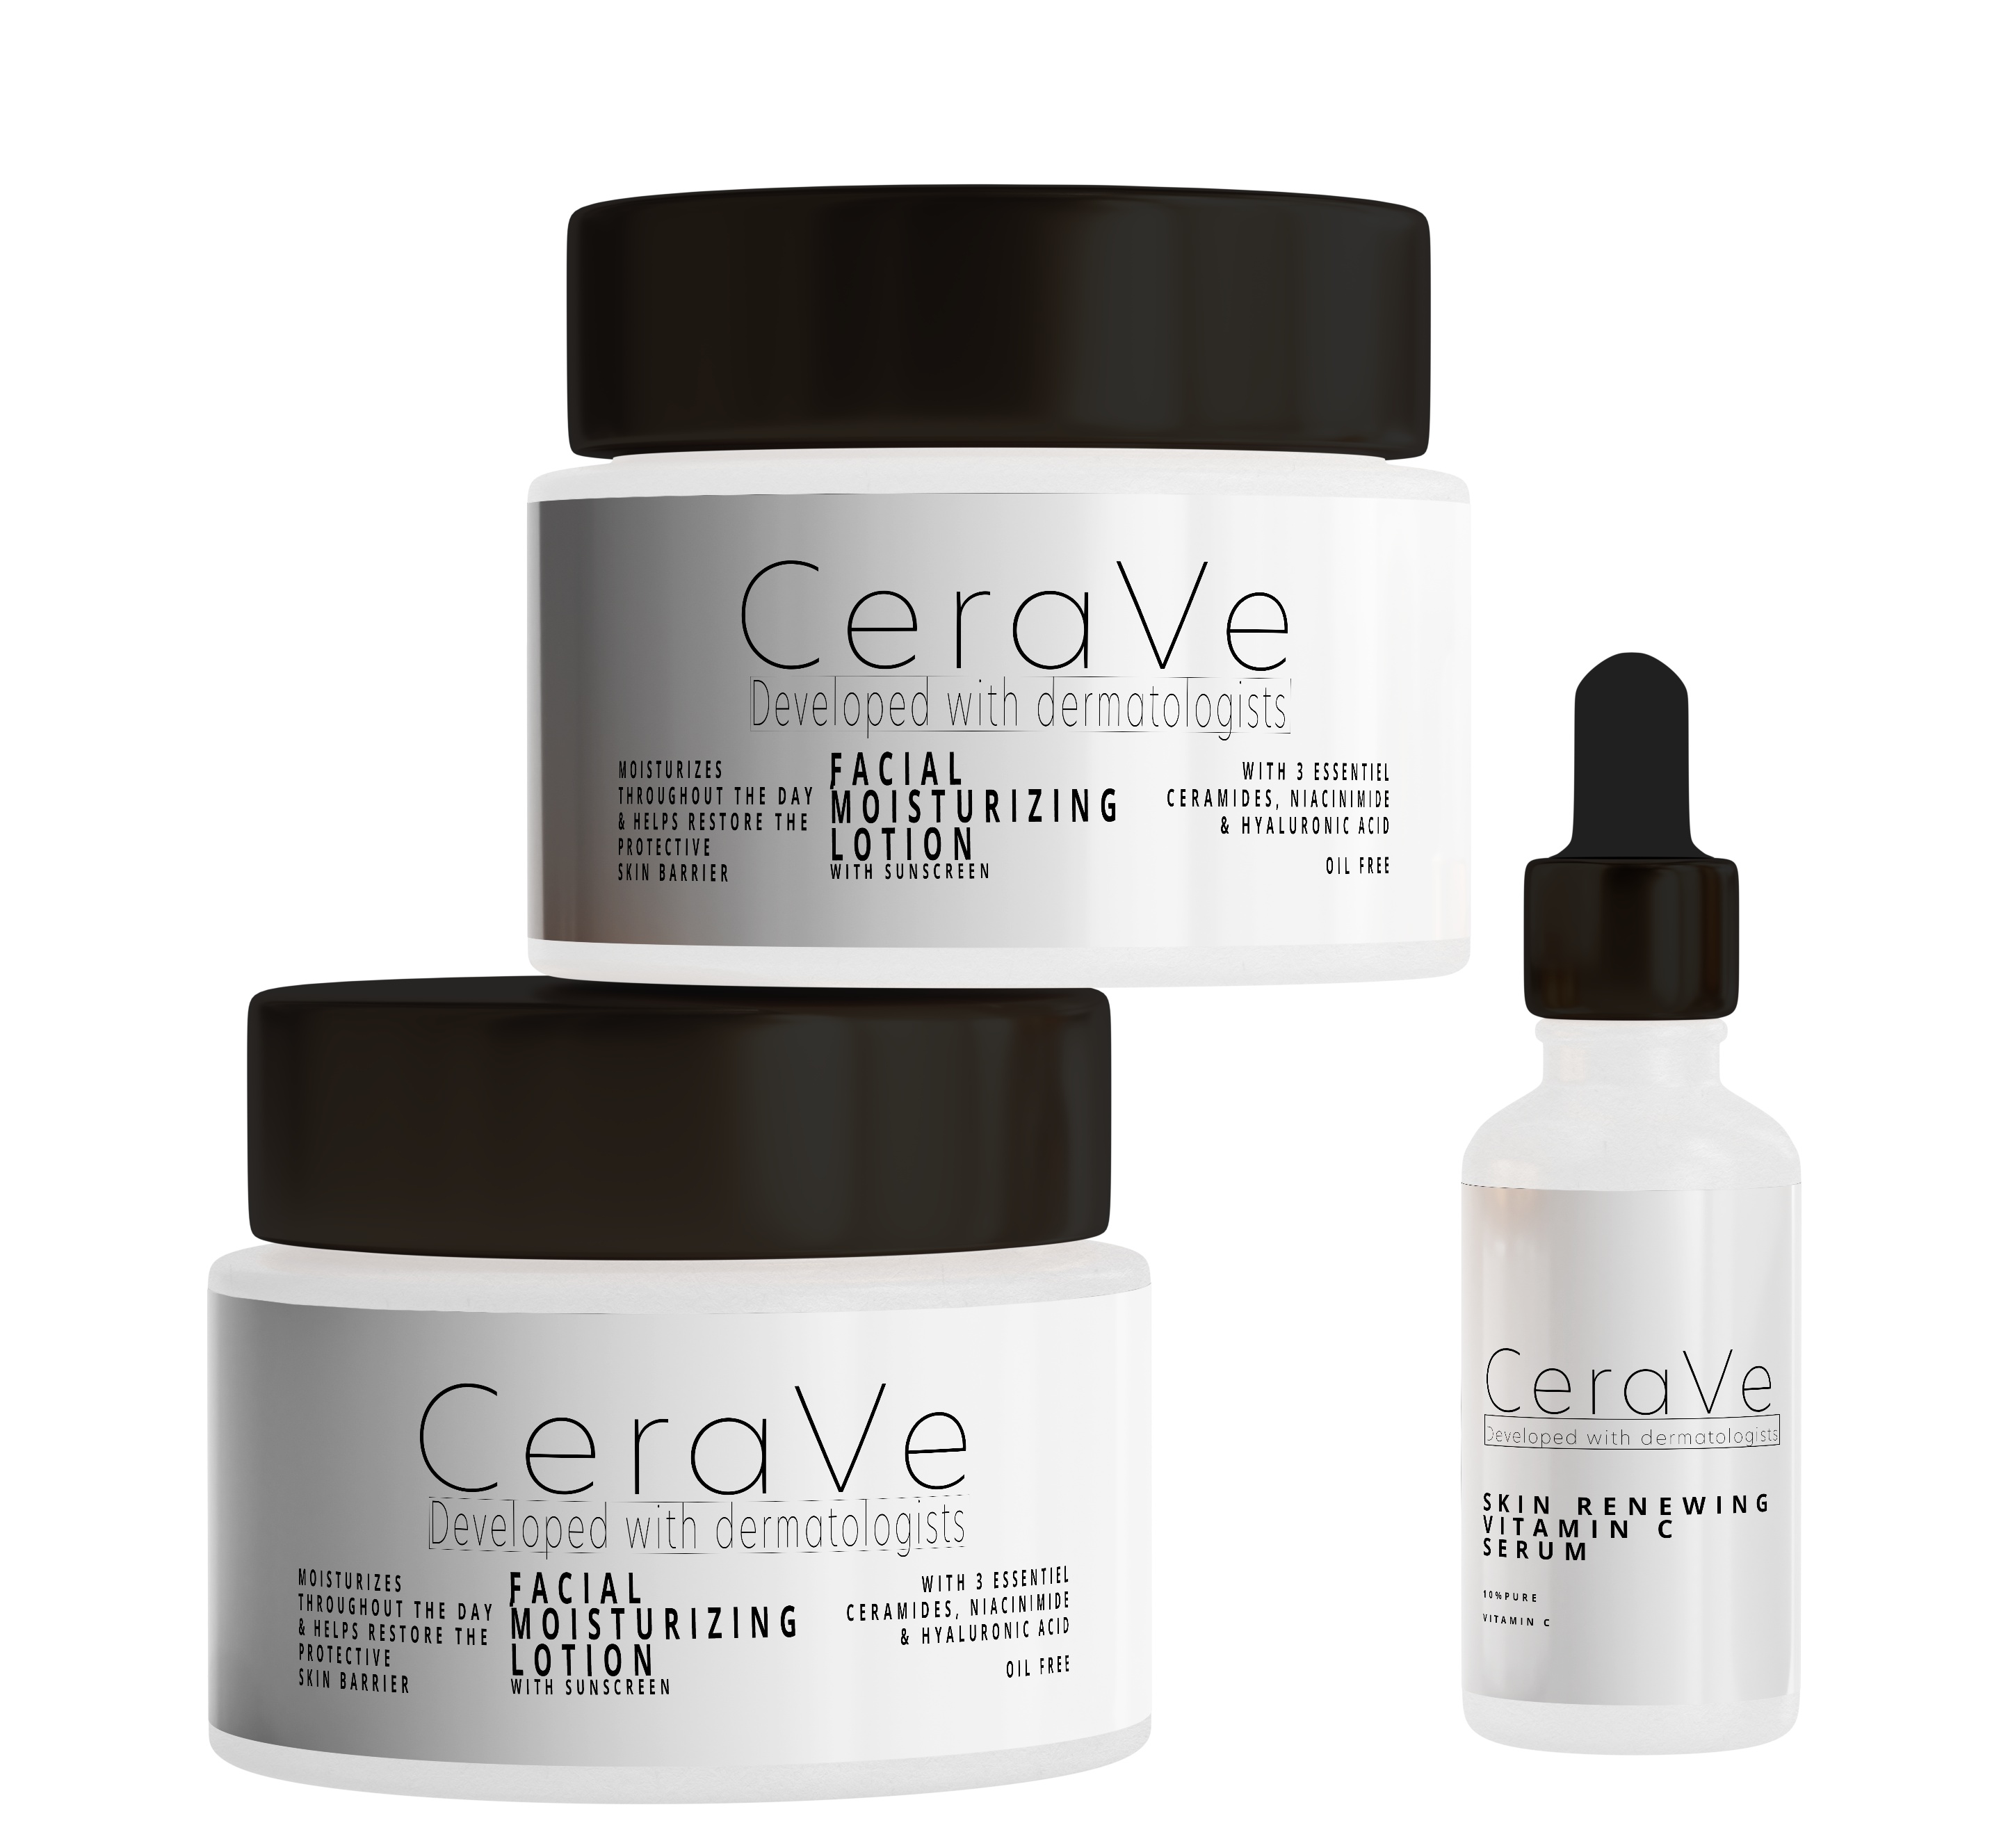 CeraVe
Developed with dermatologists
MOISTURIZES
THROUGHOUT THE DAY
& HELPS RESTORE THE
PROTECTIVE
SKIN BARRIER
FACIAL
MOISTURIZING
LOTION
WITH SUNSCREEN
WITH 3 ESSENTIEL
CERAMIDES, NIACINIMIDE
& HYALURONIC ACID
OIL FREE
CeraVe
Developed with dermatologists
MOISTURIZES
THROUGHOUT THE DAY
& HELPS RESTORE THE
PROTECTIVE
SKIN BARRIER
FACIAL
MOISTURIZING
LOTION
WITH SUNSCREEN
WITH 3 ESSENTIEL
CERAMIDES, NIACINIMIDE
& HYALURONIC ACID
OIL FREE
CeraVe
Developed with dermatologists
SKIN RENEWING
VITAMIN C
SERUM
10%PURE
VITAMIN C